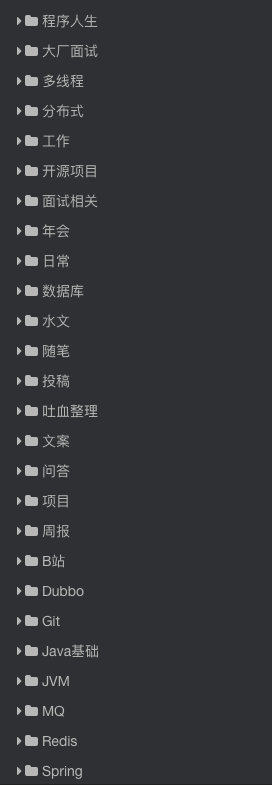 程序人生
大厂面试
多线程
分布式
工作
开源项目
面试相关
年会
日常
数据库
水文
随笔
投稿
吐血整理
文案
问答
项目
周报
B站
Dubbo
Git
Java基础
JVM
MQ
Redis
Spring